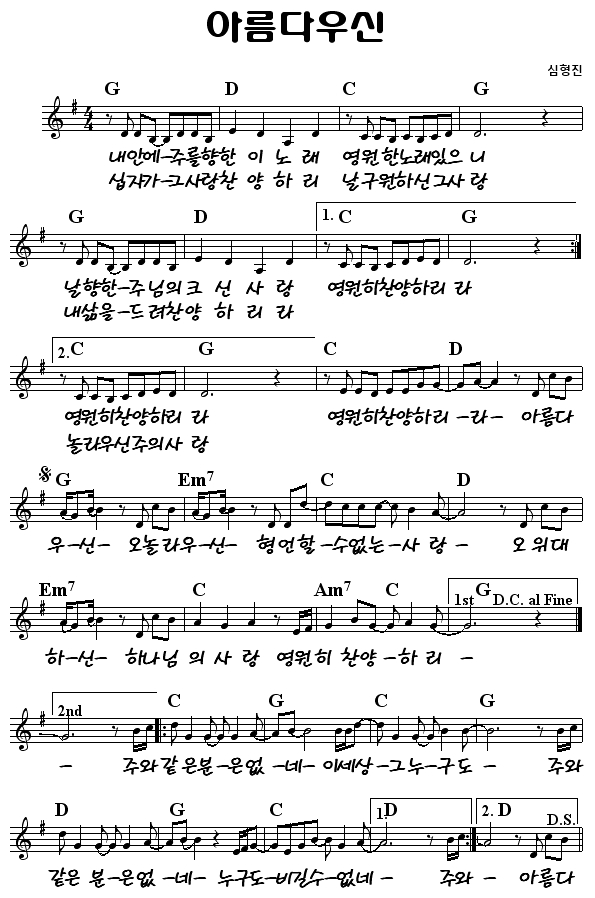 아름다우신
심형진
G D C G
4
4
내안에-주를향한 이 노 래 영원한노래있으 니
십자가-그사랑찬 양 하 리 날구원하신그사 랑
G D 1. C G
날향한-주님의크 신 사 랑 영원히찬양하리 라
내삶을-드려찬양 하 리 라
2. C G C D
영원히찬양하리 라 영원히찬양하리 -라- 아름다
놀라우신주의사 랑
G Em7 C D
우-신- 오놀라우-신- 형언할-수없는-사 랑- 오 위대
Em7 C Am7 C G
1st D.C. al Fine
하-신- 하나님 의 사 랑 영원히 찬양-하 리 -
2nd C G C G
- 주와같은분-은없 -네- 이세상-그누-구도- 주와
D G C 1. D 2. D D.S.
같은 분-은없 -네- 누구도-비길수-없네- 주와- 아름다